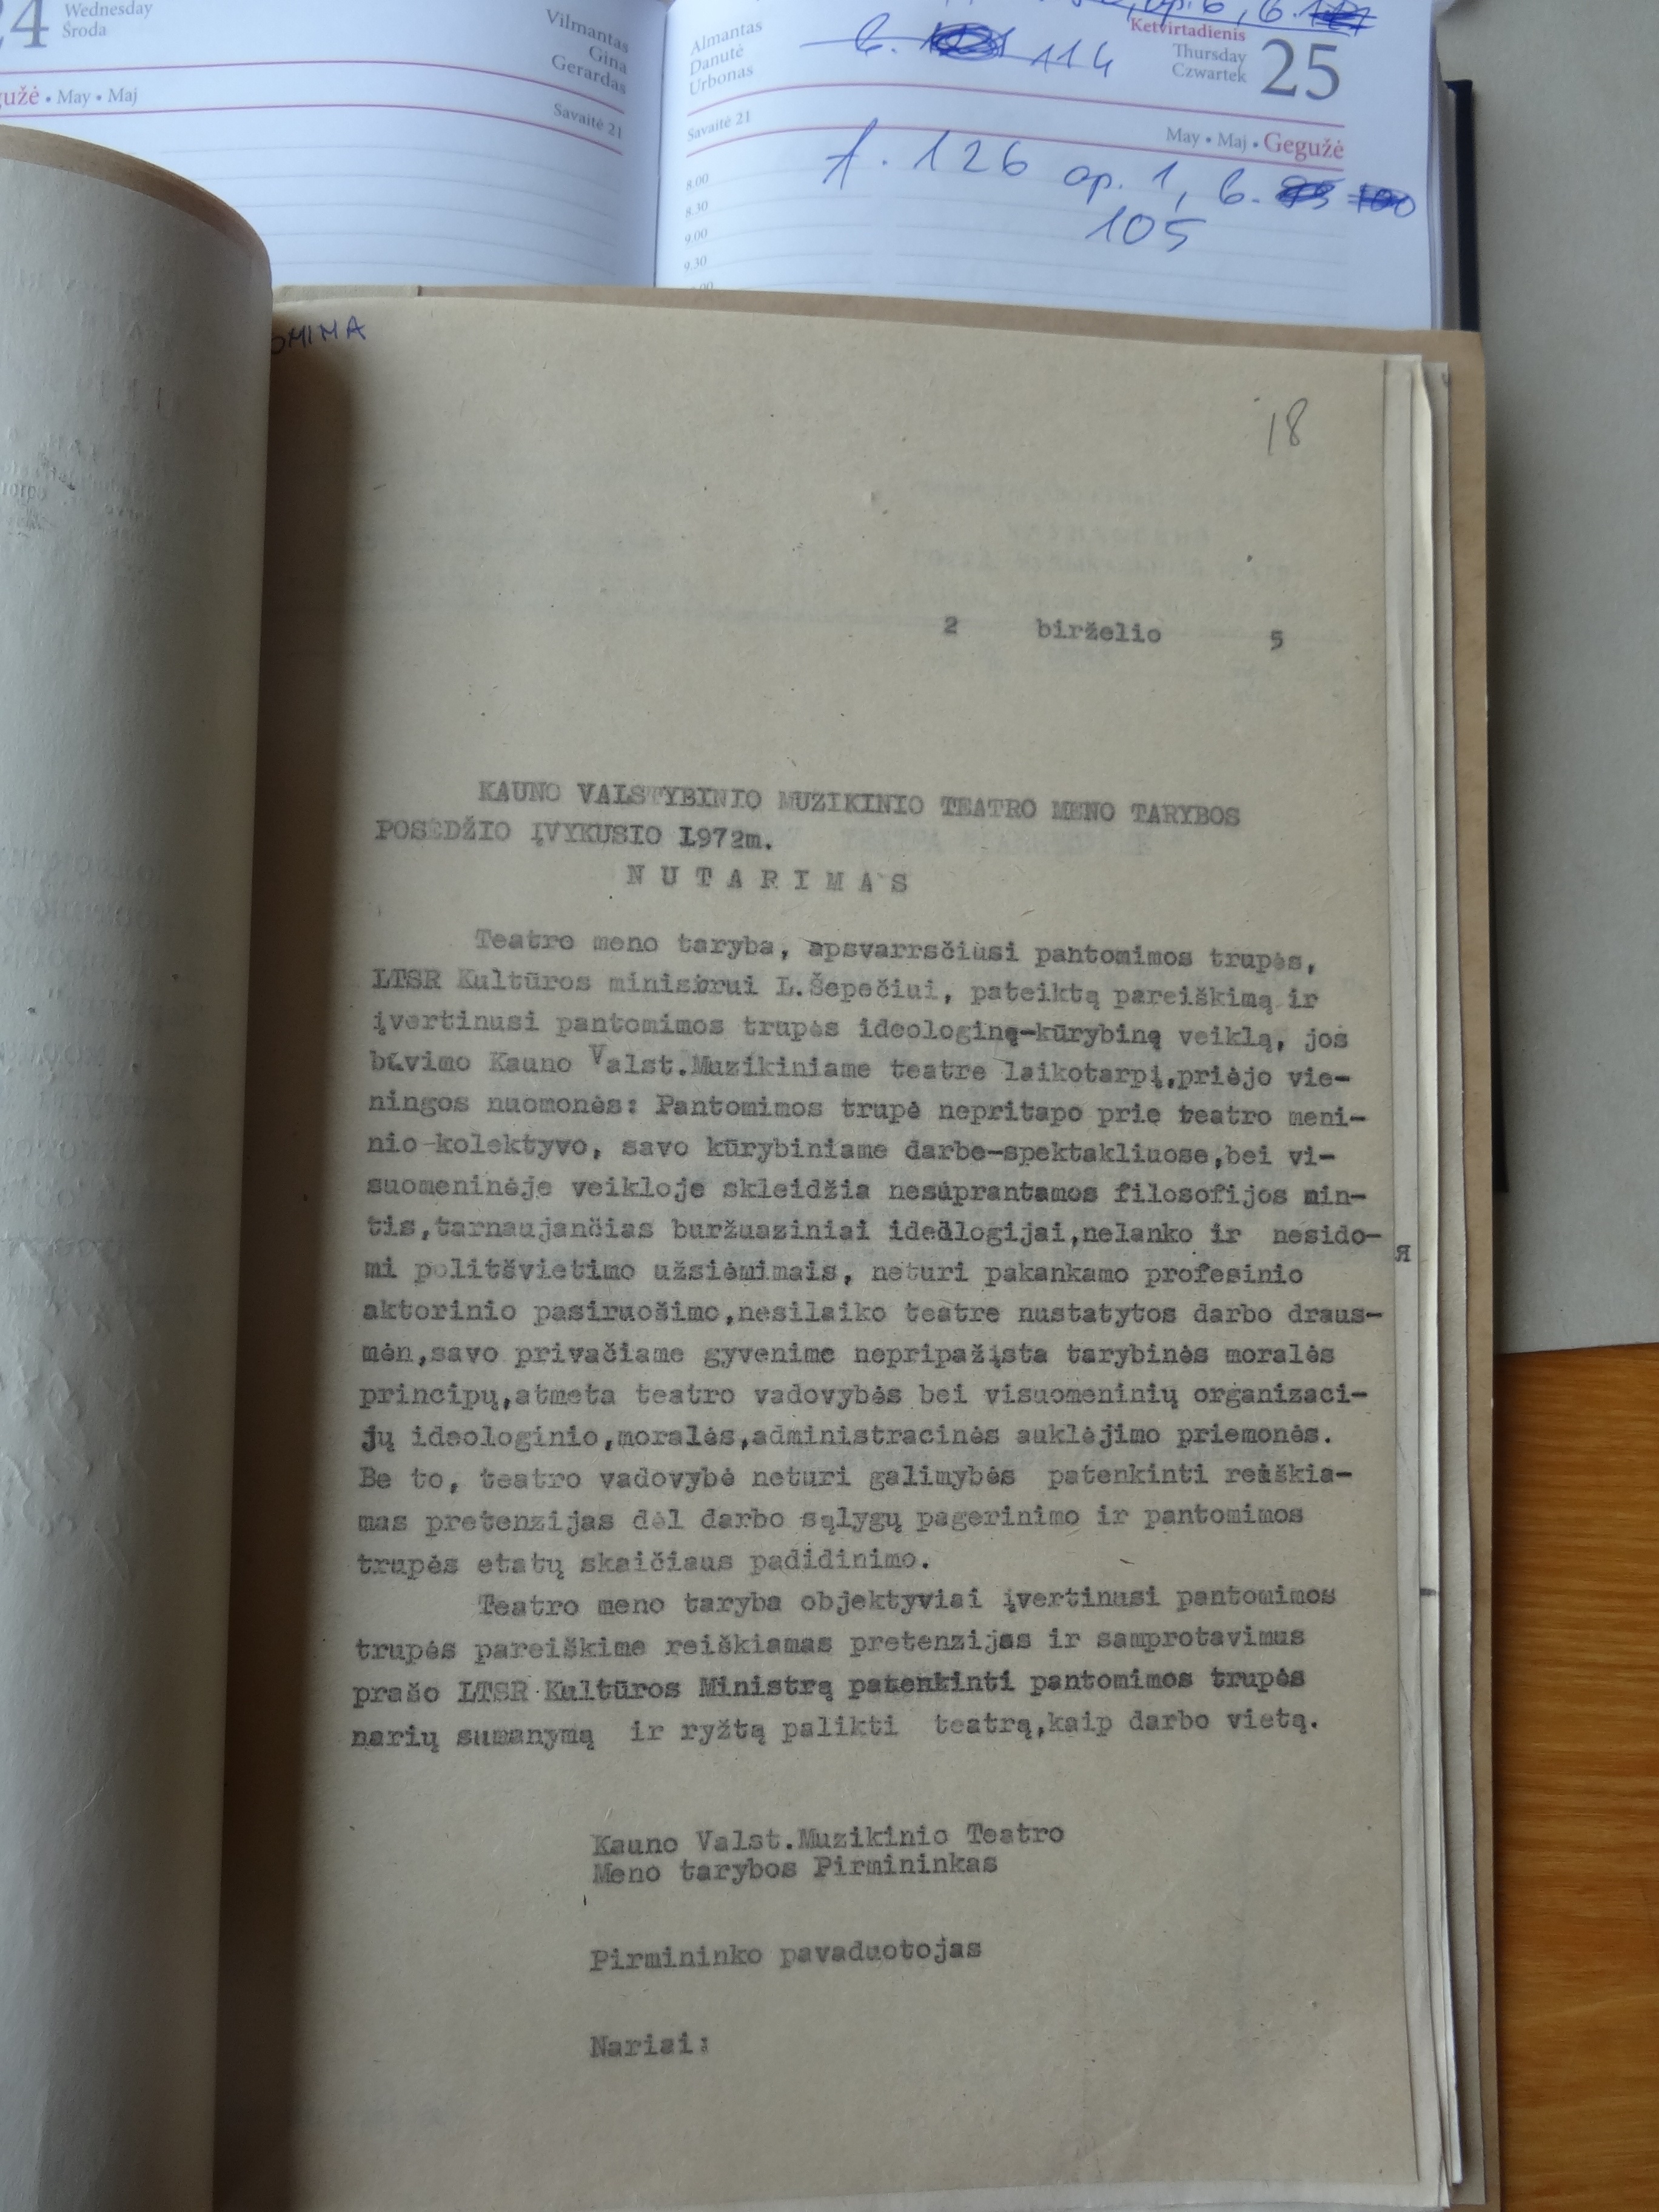 24
Wednesday
Środa
Vilmantas
Gina
Gerardas
gužė • May • Maj
Savaitė 21
Almantas
Danutė
Urbonas
op. 6, b.
b. 114
Ketvirtadienis
Thursday
Czwartek
25
Savaitė 21
May • Maj • Gegužė
8.00
8.30
9.00
9.30
f. 126 op. 1, b.
105
OMIMA
18
2 birželio 5
KAUNO VALSTYBINIO MUZIKINIO TEATRO MENO TARYBOS
POSĖDŽIO ĮVYKUSIO 1972m.
N U T A R I M A S
Teatro meno taryba, apsvarrsčiusi pantomimos trupės,
LTSR Kultūros ministrui L.Šepečiui, pateiktą pareiškimą ir
įvertinusi pantomimos trupės ideologinę-kūrybinę veiklą, jos
buvimo Kauno Valst.Muzikiniame teatre laikotarpį,priėjo vie-
ningos nuomonės: Pantomimos trupė nepritapo prie teatro meni-
nio kolektyvo, savo kūrybiniame darbe-spektakliuose,bei vi-
suomeninėje veikloje skleidžia nesuprantamos filosofijos min-
tis,tarnaujančias buržuaziniai ideologijai,nelanko ir nesido-
mi politšvietimo užsiėmimais, neturi pakankamo profesinio
aktorinio pasiruošimo,nesilaiko teatre nustatytos darbo draus-
mėn,savo privačiame gyvenime nepripažįsta tarybinės moralės
principų,atmeta teatro vadovybės bei visuomeninių organizaci-
jų ideologinio,moralės,administracinės auklėjimo priemonės.
Be to, teatro vadovybė neturi galimybės patenkinti reiškia-
mas pretenzijas dėl darbo sąlygų pagerinimo ir pantomimos
trupės etatų skaičiaus padidinimo.
Teatro meno taryba objektyviai įvertinusi pantomimos
trupės pareiškime reiškiamas pretenzijas ir samprotavimus
prašo LTSR Kultūros Ministrą patenkinti pantomimos trupės
narių sumanymą ir ryžtą palikti teatrą,kaip darbo vietą.
Kauno Valst.Muzikinio Teatro
Meno tarybos Pirmininkas
Pirmininko pavaduotojas
Nariai:
я